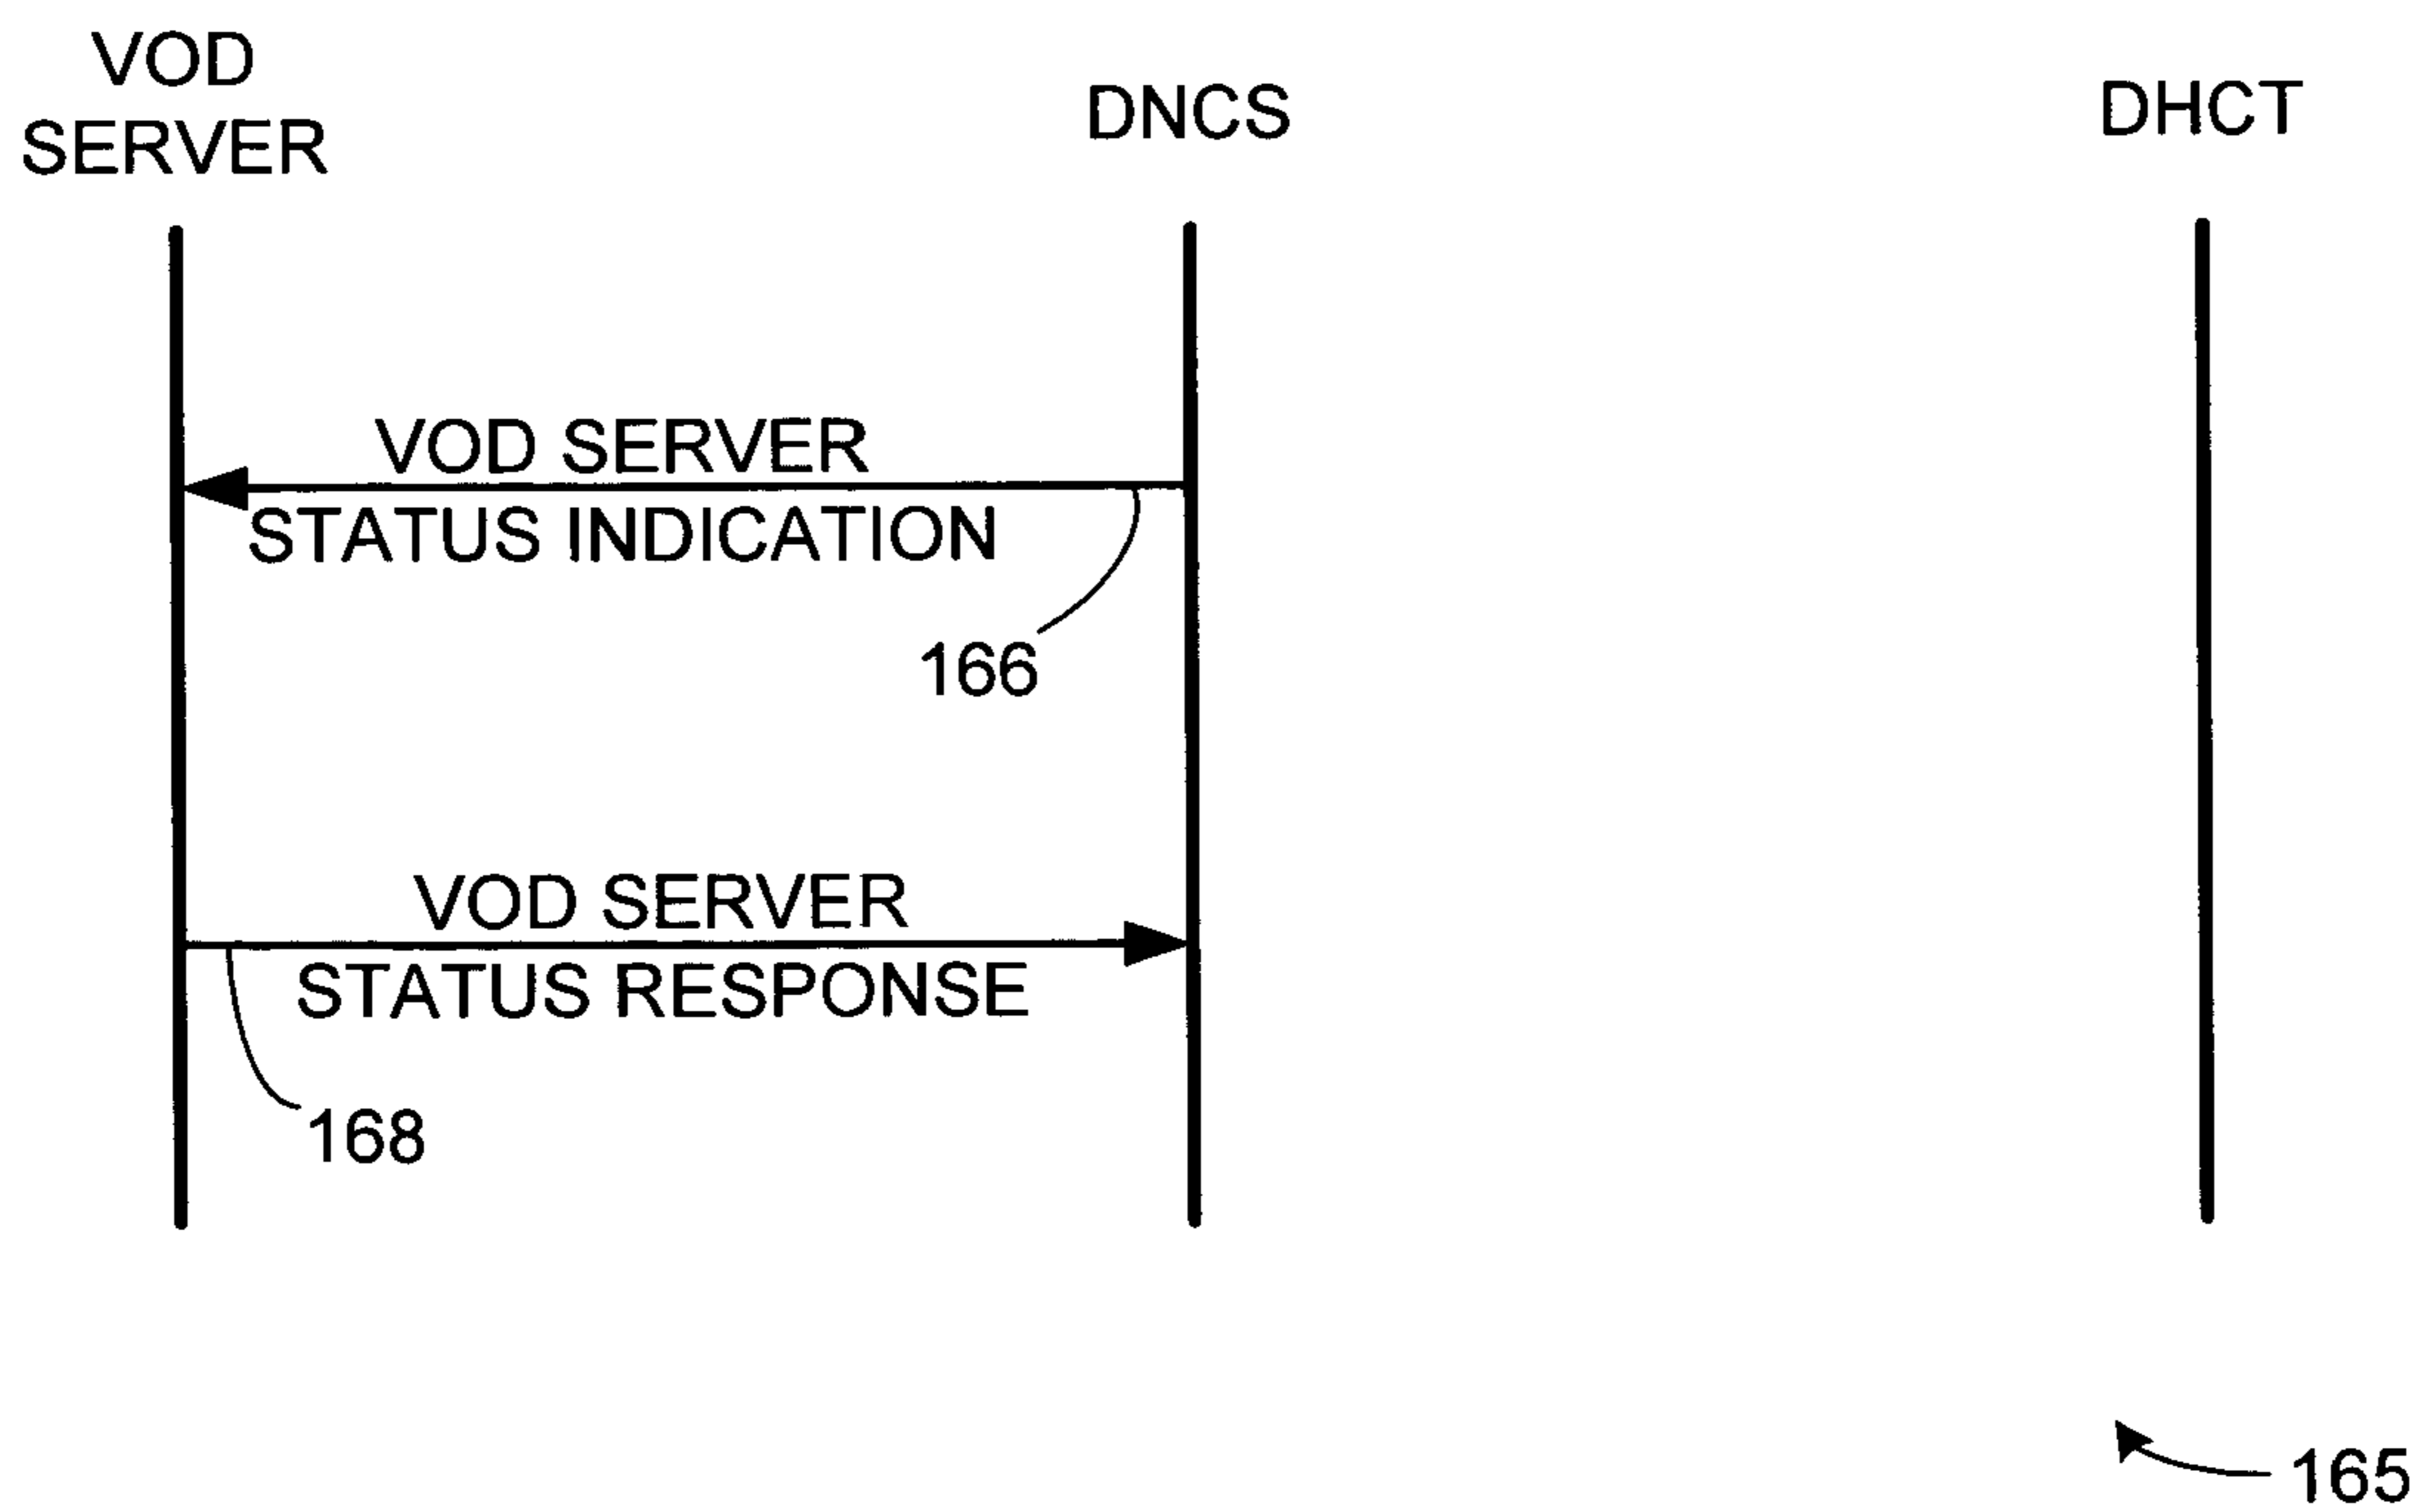 VOD
SERVER
DNCS
DHCT
VOD SERVER
STATUS INDICATION
166
VOD SERVER
STATUS RESPONSE
168
165